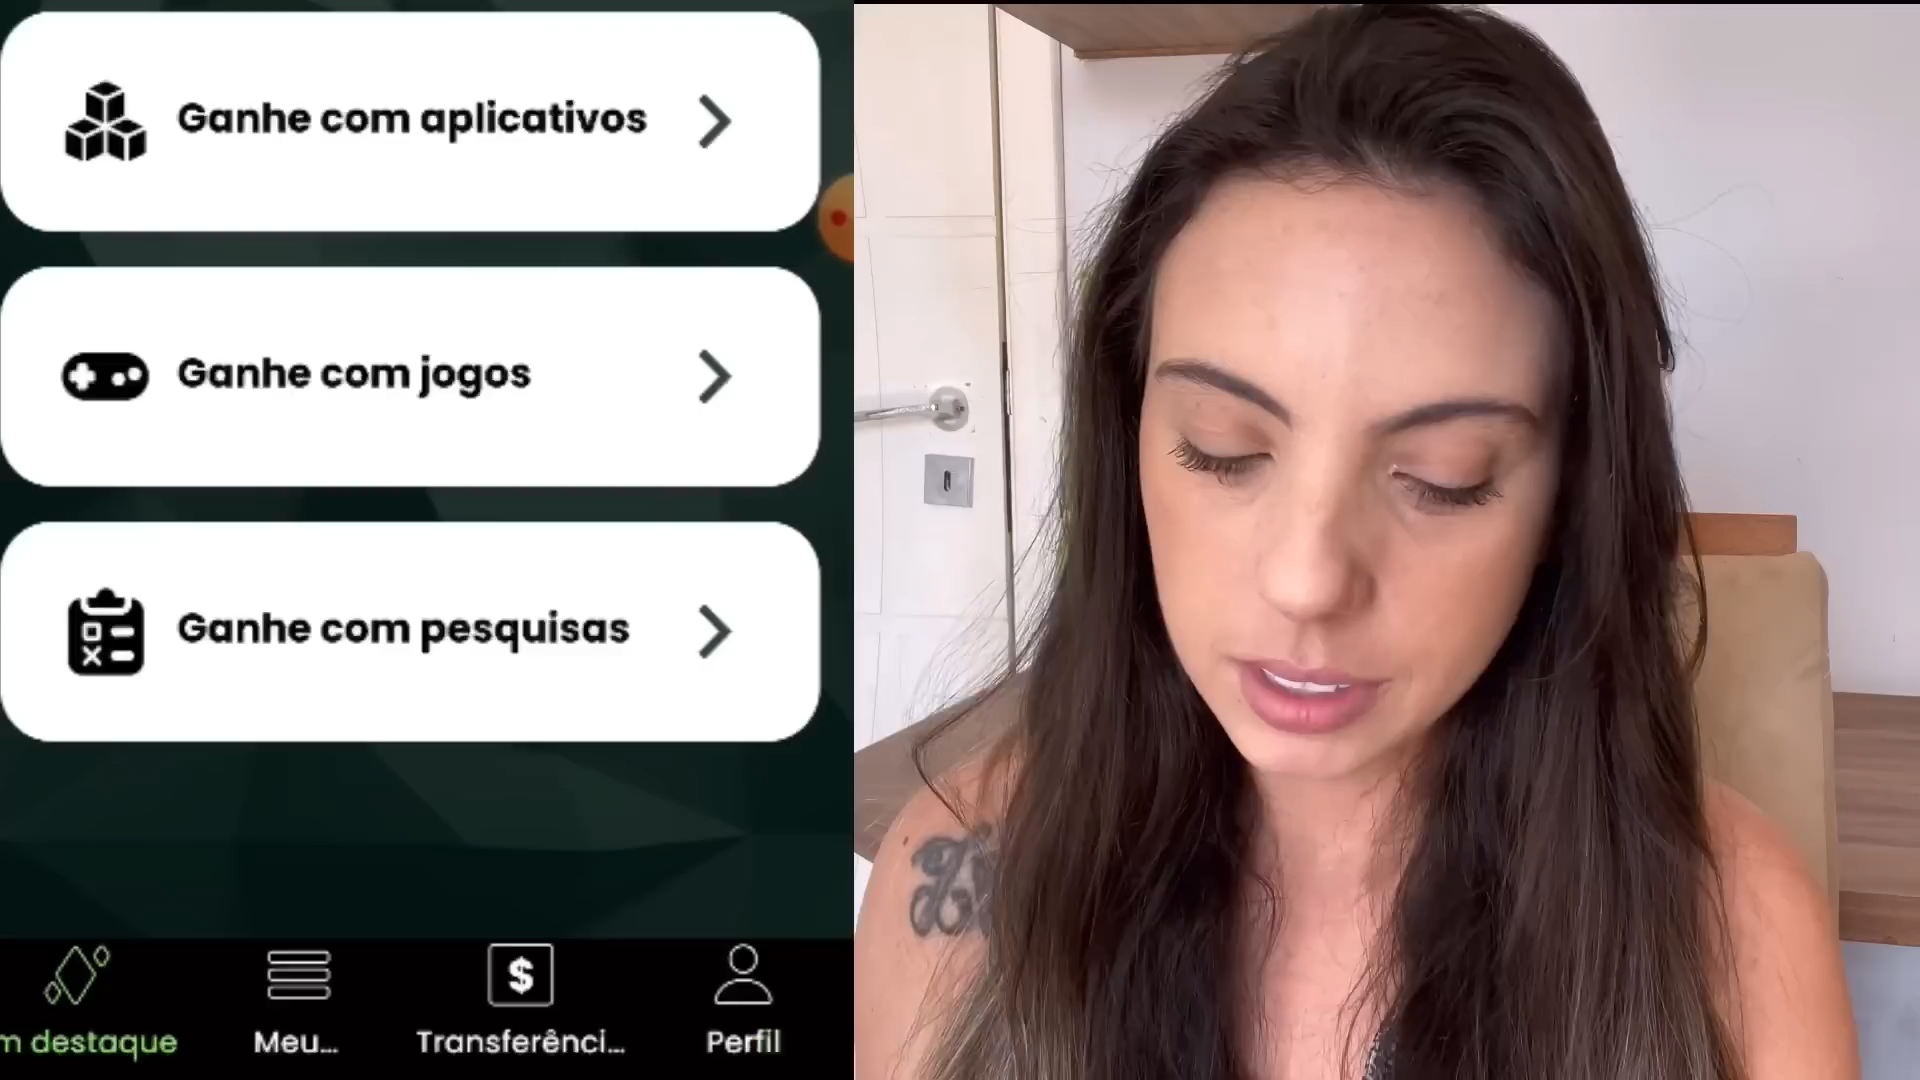 Ganhe com aplicativos
Ganhe com jogos
Ganhe com pesquisas
$
m destaque
Meu...
Transferênci...
Perfil